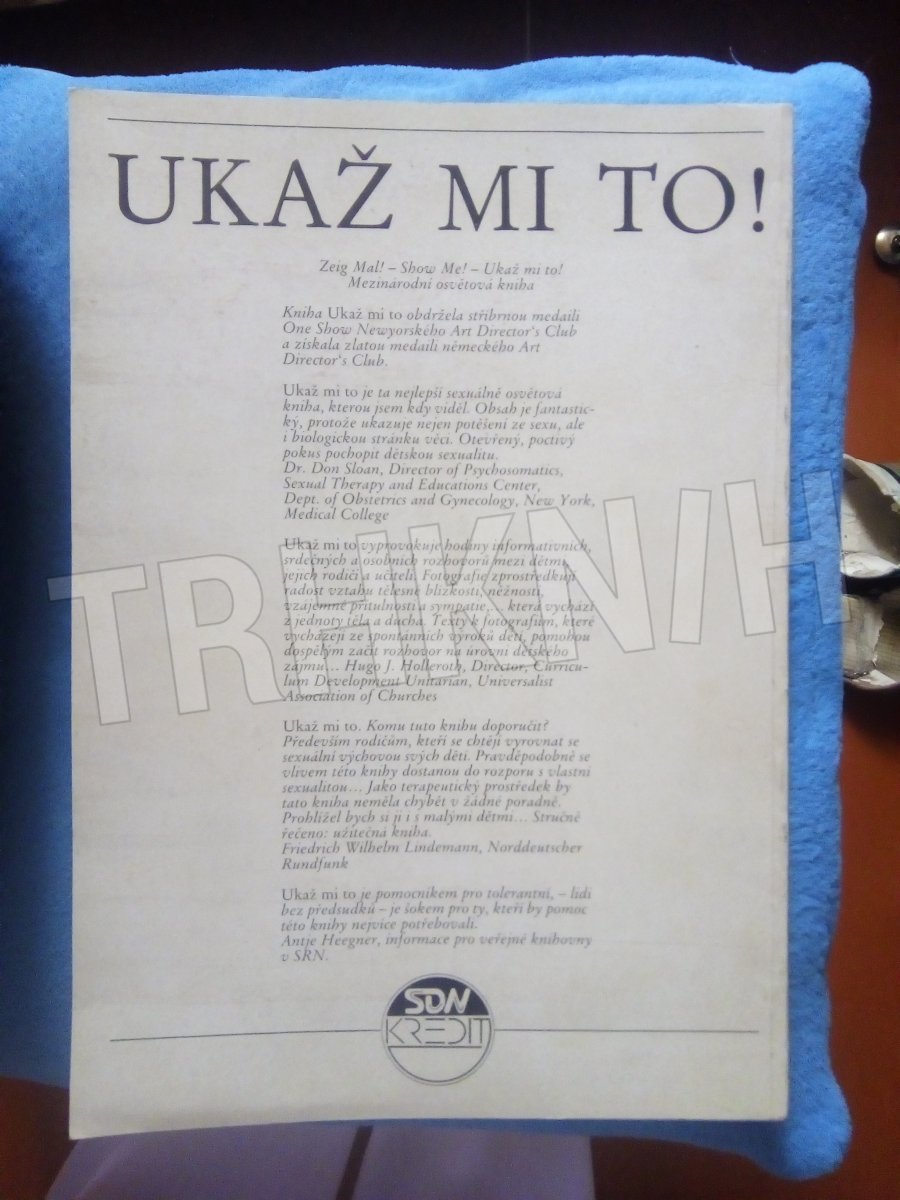 UKAŽ MI TO!
Zeig Mal! – Show Me! – Ukaž mi to!
Mezinárodní osvětová kniha
Kniha Ukaž mi to obdržela stříbrnou medaili
One Show Newyorského Art Director's Club
a získala zlatou medaili německého Art
Director's Club.
Ukaž mi to je ta nejlepší sexuálně osvětová
kniha, kterou jsem kdy viděl. Obsah je fantastic-
ký, protože ukazuje nejen potěšení ze sexu, ale
i biologickou stránku věci. Otevřený, poctivý
pokus pochopit dětskou sexualitu.
Dr. Don Sloan, Director of Psychosomatics,
Sexual Therapy and Educations Center,
Dept. of Obstetrics and Gynecology, New York,
Medical College
Ukaž mi to vyprovokuje hodiny informativních,
srdečných a osobních rozhovorů mezi dětmi,
jejich rodiči a učiteli. Fotografie zprostředkují
radost vztahu tělesné blízkosti, něžnosti,
vzájemné přítulnosti a sympatie,... která vychází
z jednoty těla a ducha. Texty k fotografiím, které
vycházejí ze spontánních výroků dětí, pomohou
dospělým začít rozhovor na úrovni dětského
zájmu... Hugo J. Holleroth, Director, Curricu-
lum Development Unitarian, Universalist
Association of Churches
Ukaž mi to. Komu tuto knihu doporučit?
Především rodičům, kteří se chtějí vyrovnat se
sexuální výchovou svých dětí. Pravděpodobně se
vlivem této knihy dostanou do rozporu s vlastní
sexualitou... Jako terapeutický prostředek by
tato kniha neměla chybět v žádné poradně.
Prohlížel bych si ji i s malými dětmi... Stručně
řečeno: užitečná kniha.
Friedrich Wilhelm Lindemann, Norddeutscher
Rundfunk
Ukaž mi to je pomocníkem pro tolerantní, – lidi
bez předsudků – je šokem pro ty, kteří by pomoc
této knihy nejvíce potřebovali.
Antje Heegner, informace pro veřejné knihovny
v SRN.
SDN
KREDIT
TRHKNIH